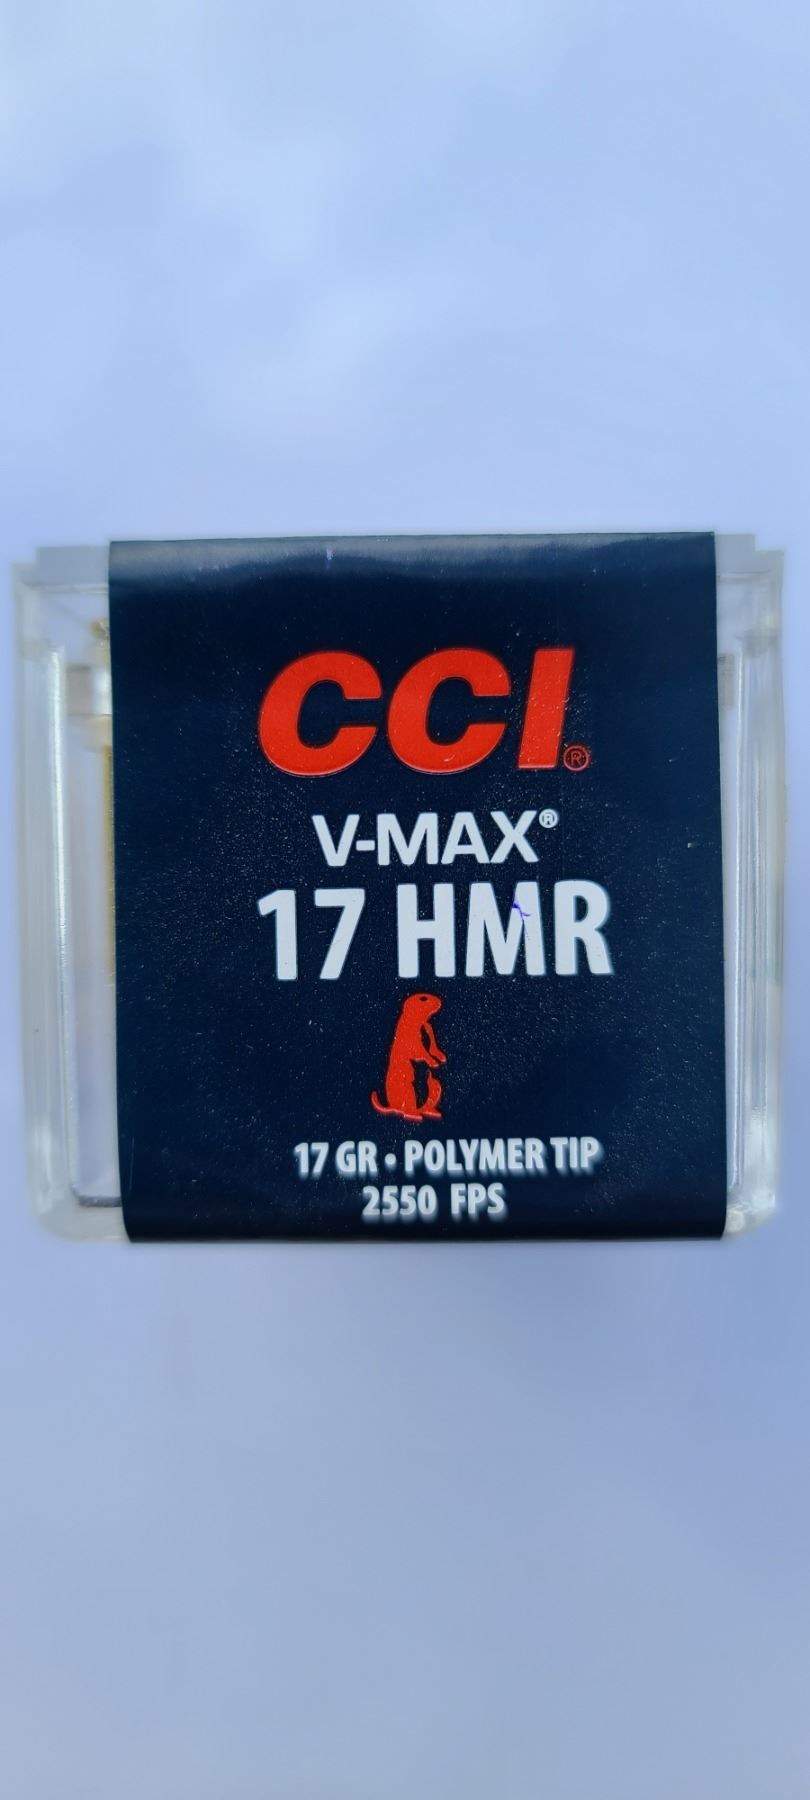 CCI®
V-MAX®
17 HMR
17 GR • POLYMER TIP
2550 FPS